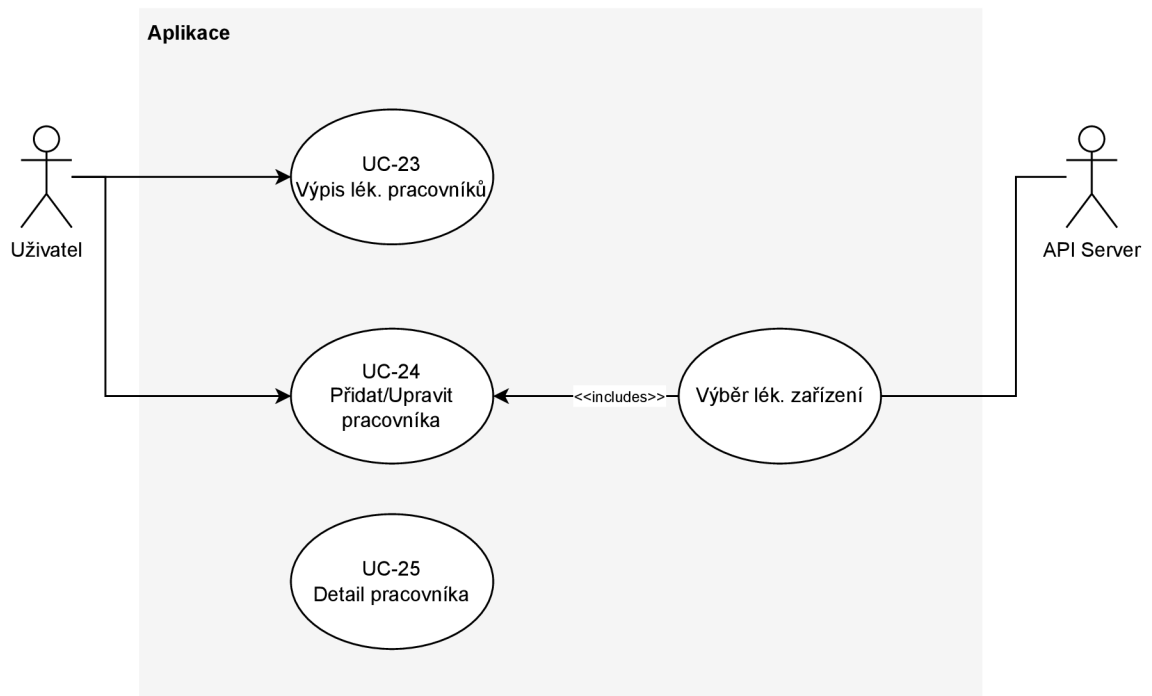 Aplikace
UC-23
Výpis lék. pracovníků
Uživatel
API Server
UC-24
Přidat/Upravit
pracovníka
<<includes>>
Výběr lék. zařízení
UC-25
Detail pracovníka